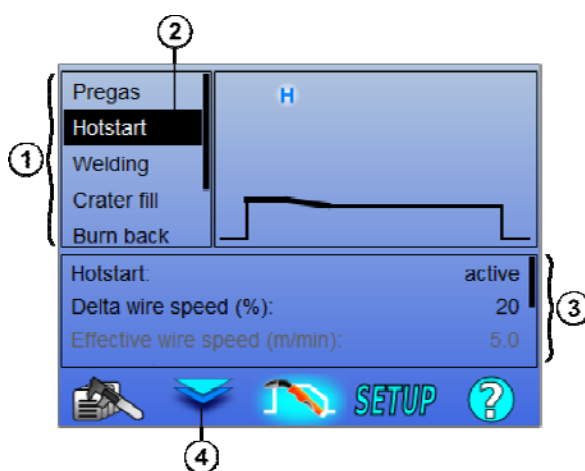 2
1
Pregas
Hotstart
Welding
Crater fill
Burn back
H
Hotstart: active
Delta wire speed (%): 20
Effective wire speed (m/min): 5.0
3
SETUP ?
4